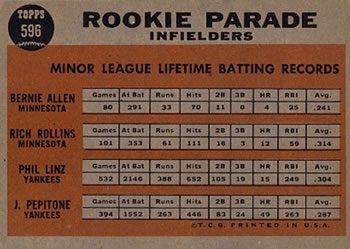 TOPPS
596
ROOKIE PARADE
INFIELDERS
MINOR LEAGUE LIFETIME BATTING RECORDS
Games At Bat Runs Hits 2B 3B HR RBI Avg.
BERNIE ALLEN
MINNESOTA
80 291 33 70 11 0 4 25 .241
Games At Bat Runs Hits 2B 3B HR RBI Avg.
RICH ROLLINS
MINNESOTA
101 353 61 111 16 3 12 59 .314
Games At Bat Runs Hits 2B 3B HR RBI Avg.
PHIL LINZ
YANKEES
532 2146 388 652 105 19 15 249 .304
Games At Bat Runs Hits 2B 3B HR RBI Avg.
J. PEPITONE
YANKEES
394 1552 263 446 83 24 49 263 .287
© T.C.G. PRINTED IN U.S.A.